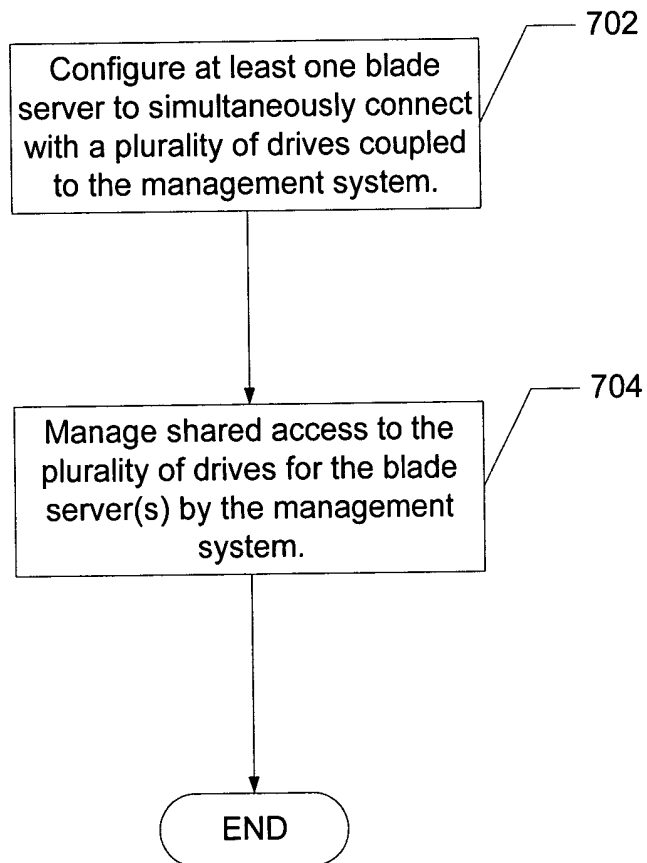 702
Configure at least one blade
server to simultaneously connect
with a plurality of drives coupled
to the management system.
704
Manage shared access to the
plurality of drives for the blade
server(s) by the management
system.
END